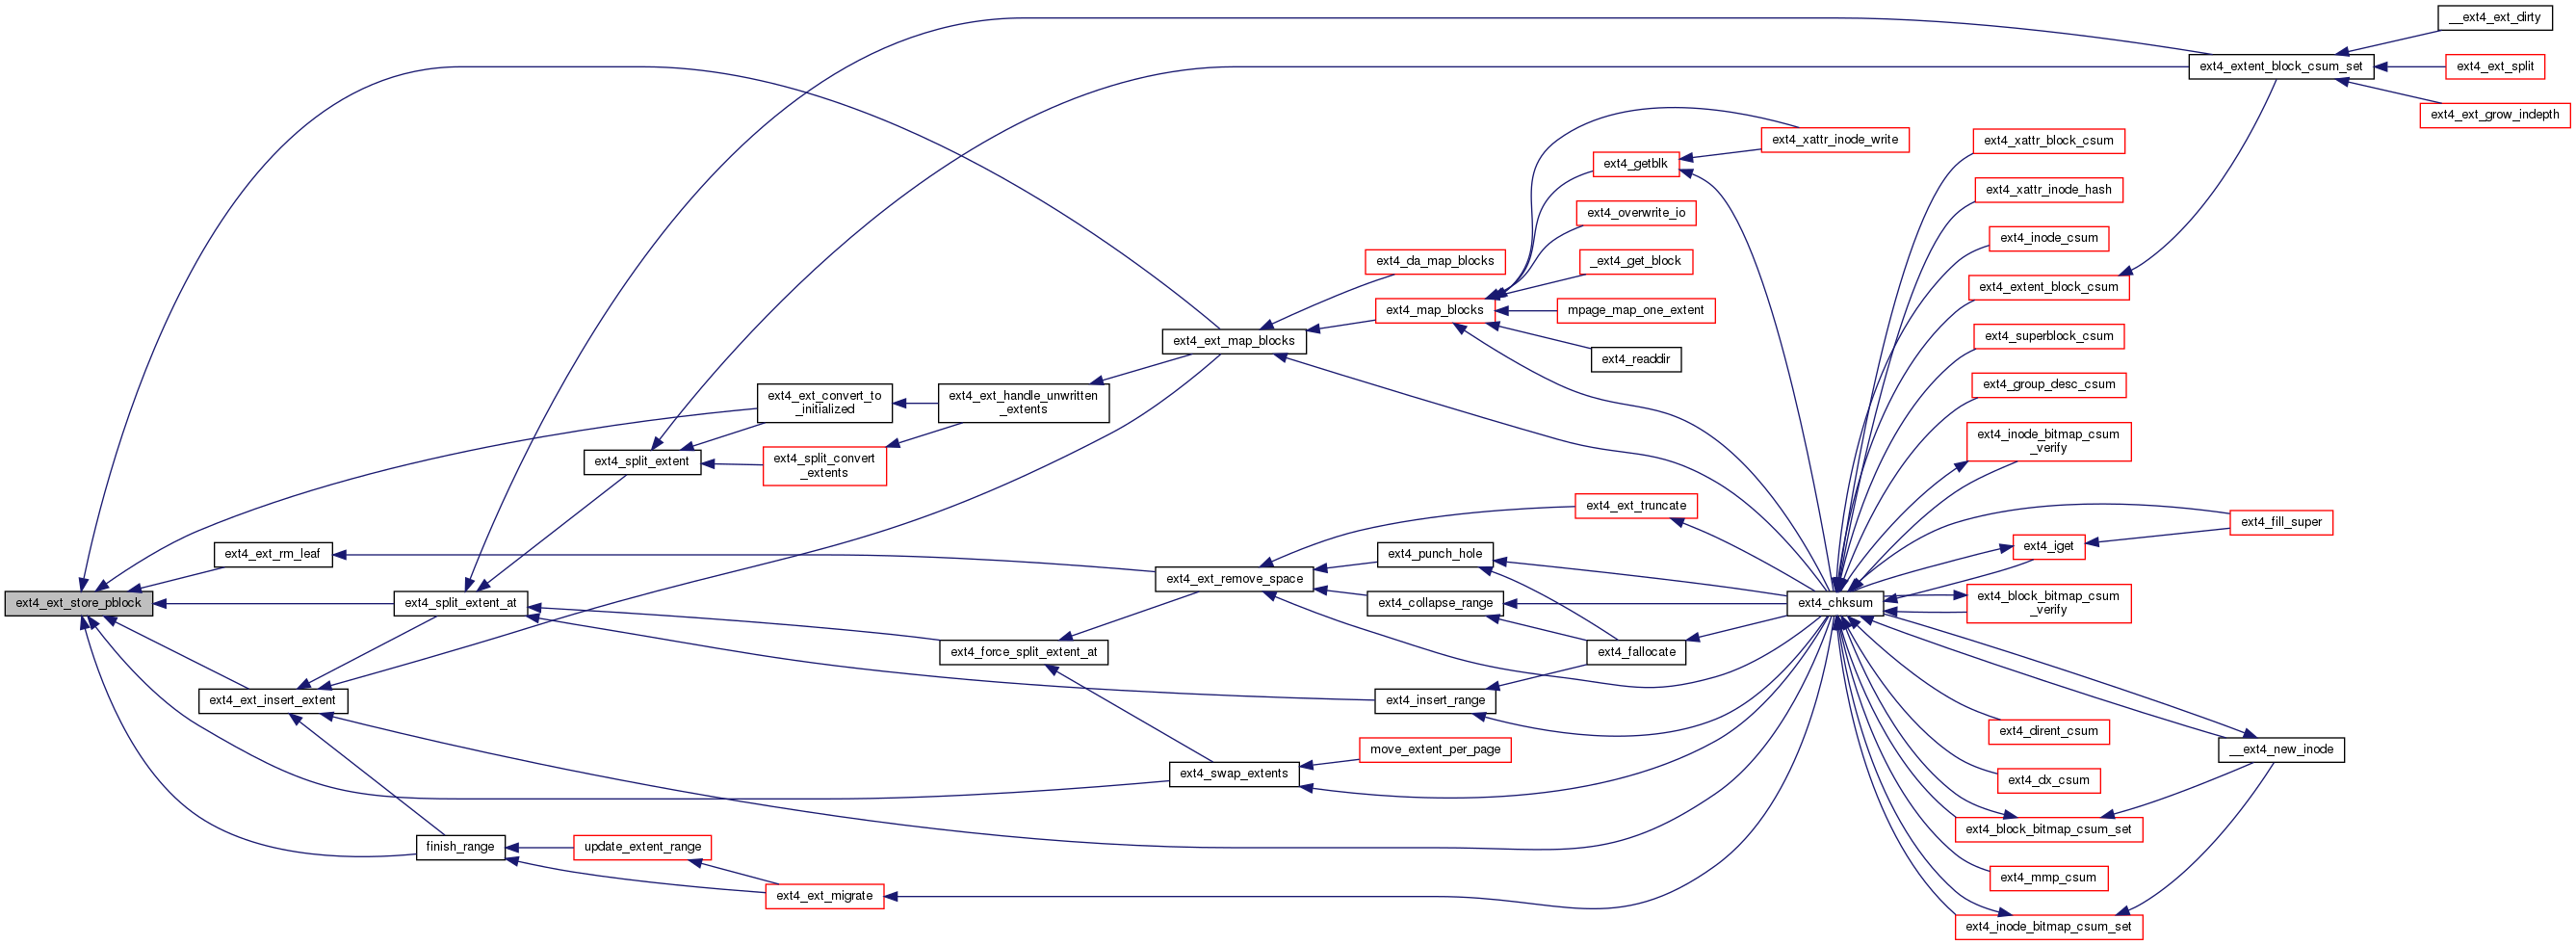 __ext4_ext_dirty
ext4_extent_block_csum_set
ext4_ext_split
ext4_ext_grow_indepth
ext4_xattr_inode_write
ext4_xattr_block_csum
ext4_getblk
ext4_xattr_inode_hash
ext4_overwrite_io
ext4_inode_csum
ext4_da_map_blocks
_ext4_get_block
ext4_extent_block_csum
ext4_map_blocks
mpage_map_one_extent
ext4_superblock_csum
ext4_ext_map_blocks
ext4_readdir
ext4_group_desc_csum
ext4_ext_convert_to
_initialized
ext4_ext_handle_unwritten
_extents
ext4_inode_bitmap_csum
_verify
ext4_split_extent
ext4_split_convert
_extents
ext4_ext_truncate
ext4_fill_super
ext4_ext_rm_leaf
ext4_punch_hole
ext4_iget
ext4_ext_remove_space
ext4_ext_store_pblock
ext4_split_extent_at
ext4_collapse_range
ext4_chksum
ext4_block_bitmap_csum
_verify
ext4_force_split_extent_at
ext4_fallocate
ext4_ext_insert_extent
ext4_insert_range
ext4_dirent_csum
move_extent_per_page
__ext4_new_inode
ext4_swap_extents
ext4_dx_csum
finish_range
update_extent_range
ext4_block_bitmap_csum_set
ext4_mmp_csum
ext4_ext_migrate
ext4_inode_bitmap_csum_set